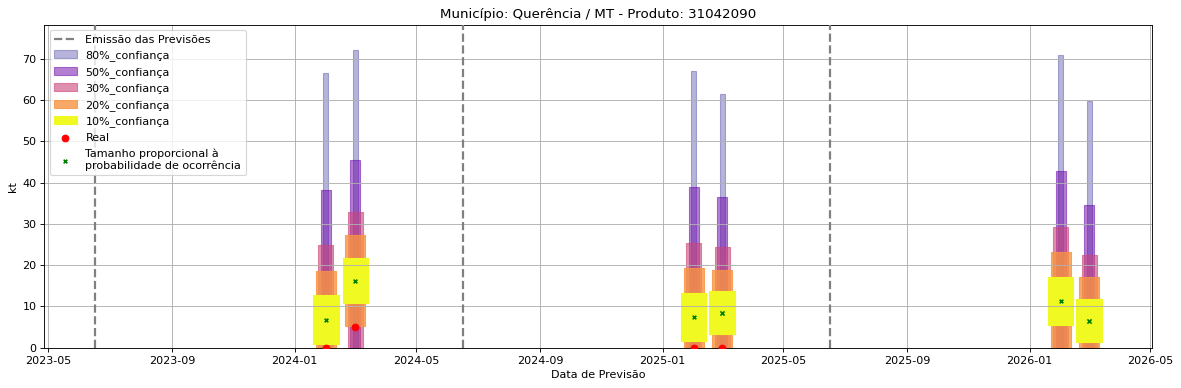 Município: Querência / MT - Produto: 31042090
Emissão das Previsões
80%_confiança
50%_confiança
30%_confiança
20%_confiança
10%_confiança
Real
Tamanho proporcional à
probabilidade de ocorrência
kt
70
60
50
40
30
20
10
0
2023-05
2023-09
2024-01
2024-05
2024-09
2025-01
2025-05
2025-09
2026-01
2026-05
Data de Previsão